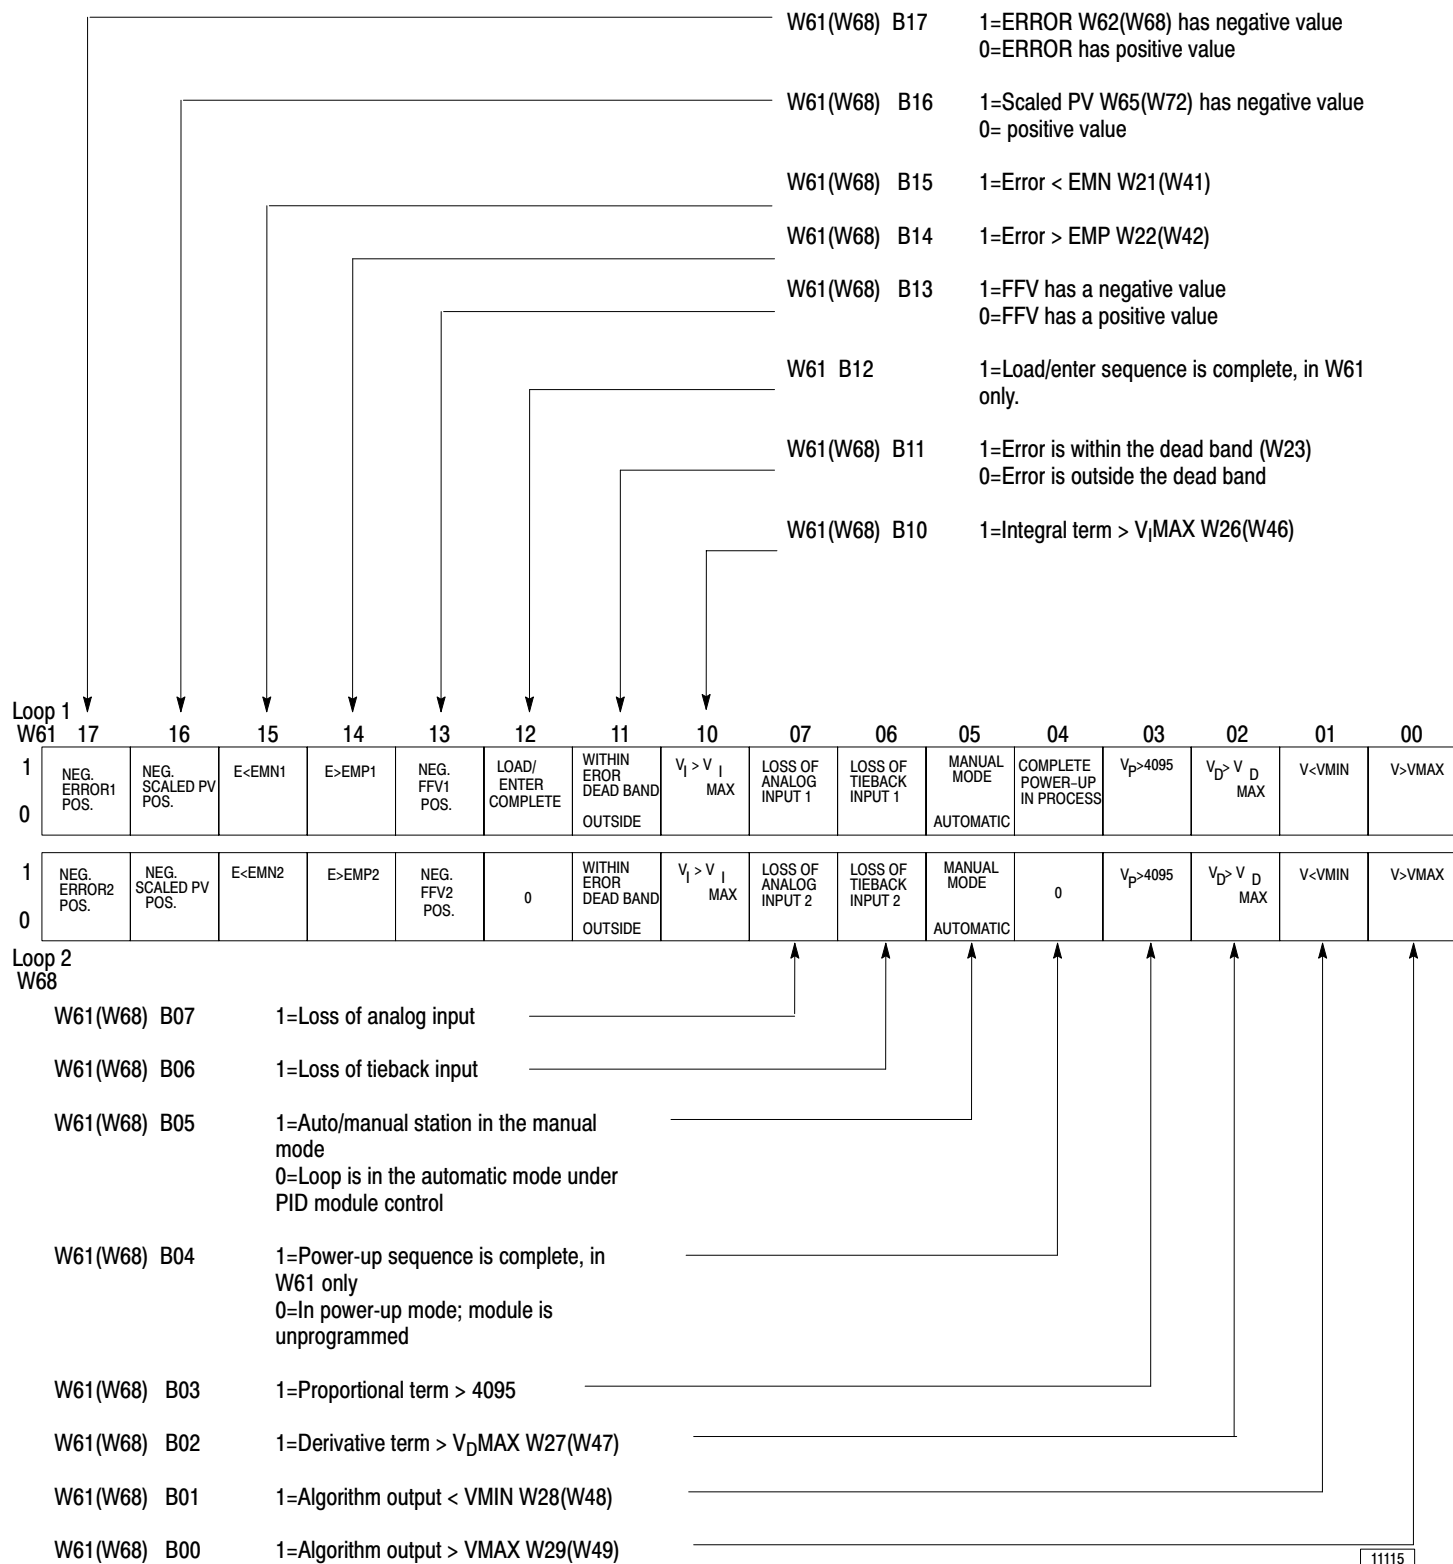 W61(W68) B17 1=ERROR W62(W68) has negative value
0=ERROR has positive value
W61(W68) B16 1=Scaled PV W65(W72) has negative value
0= positive value
W61(W68) B15 1=Error < EMN W21(W41)
W61(W68) B14 1=Error > EMP W22(W42)
W61(W68) B13 1=FFV has a negative value
0=FFV has a positive value
W61 B12 1=Load/enter sequence is complete, in W61
only.
W61(W68) B11 1=Error is within the dead band (W23)
0=Error is outside the dead band
W61(W68) B10 1=Integral term > VIMAX W26(W46)
Loop 1
W61 17 16 15 14 13 12 11 10 07 06 05 04 03 02 01 00
1
0
NEG.
ERROR1
POS.
NEG.
SCALED PV
POS.
E<EMN1
E>EMP1
NEG.
FFV1
POS.
LOAD/
ENTER
COMPLETE
WITHIN
EROR
DEAD BAND
OUTSIDE
VI > VI
MAX
LOSS OF
ANALOG
INPUT 1
LOSS OF
TIEBACK
INPUT 1
MANUAL
MODE
AUTOMATIC
COMPLETE
POWER-UP
IN PROCESS
VP>4095
VD> VD
MAX
V<VMIN
V>VMAX
1
0
NEG.
ERROR2
POS.
NEG.
SCALED PV
POS.
E<EMN2
E>EMP2
NEG.
FFV2
POS.
0
WITHIN
EROR
DEAD BAND
OUTSIDE
VI > VI
MAX
LOSS OF
ANALOG
INPUT 2
LOSS OF
TIEBACK
INPUT 2
MANUAL
MODE
AUTOMATIC
0
VP>4095
VD> VD
MAX
V<VMIN
V>VMAX
Loop 2
W68
W61(W68) B07 1=Loss of analog input
W61(W68) B06 1=Loss of tieback input
W61(W68) B05 1=Auto/manual station in the manual
mode
0=Loop is in the automatic mode under
PID module control
W61(W68) B04 1=Power-up sequence is complete, in
W61 only
0=In power-up mode; module is
unprogrammed
W61(W68) B03 1=Proportional term > 4095
W61(W68) B02 1=Derivative term > VDMAX W27(W47)
W61(W68) B01 1=Algorithm output < VMIN W28(W48)
W61(W68) B00 1=Algorithm output > VMAX W29(W49)
11115